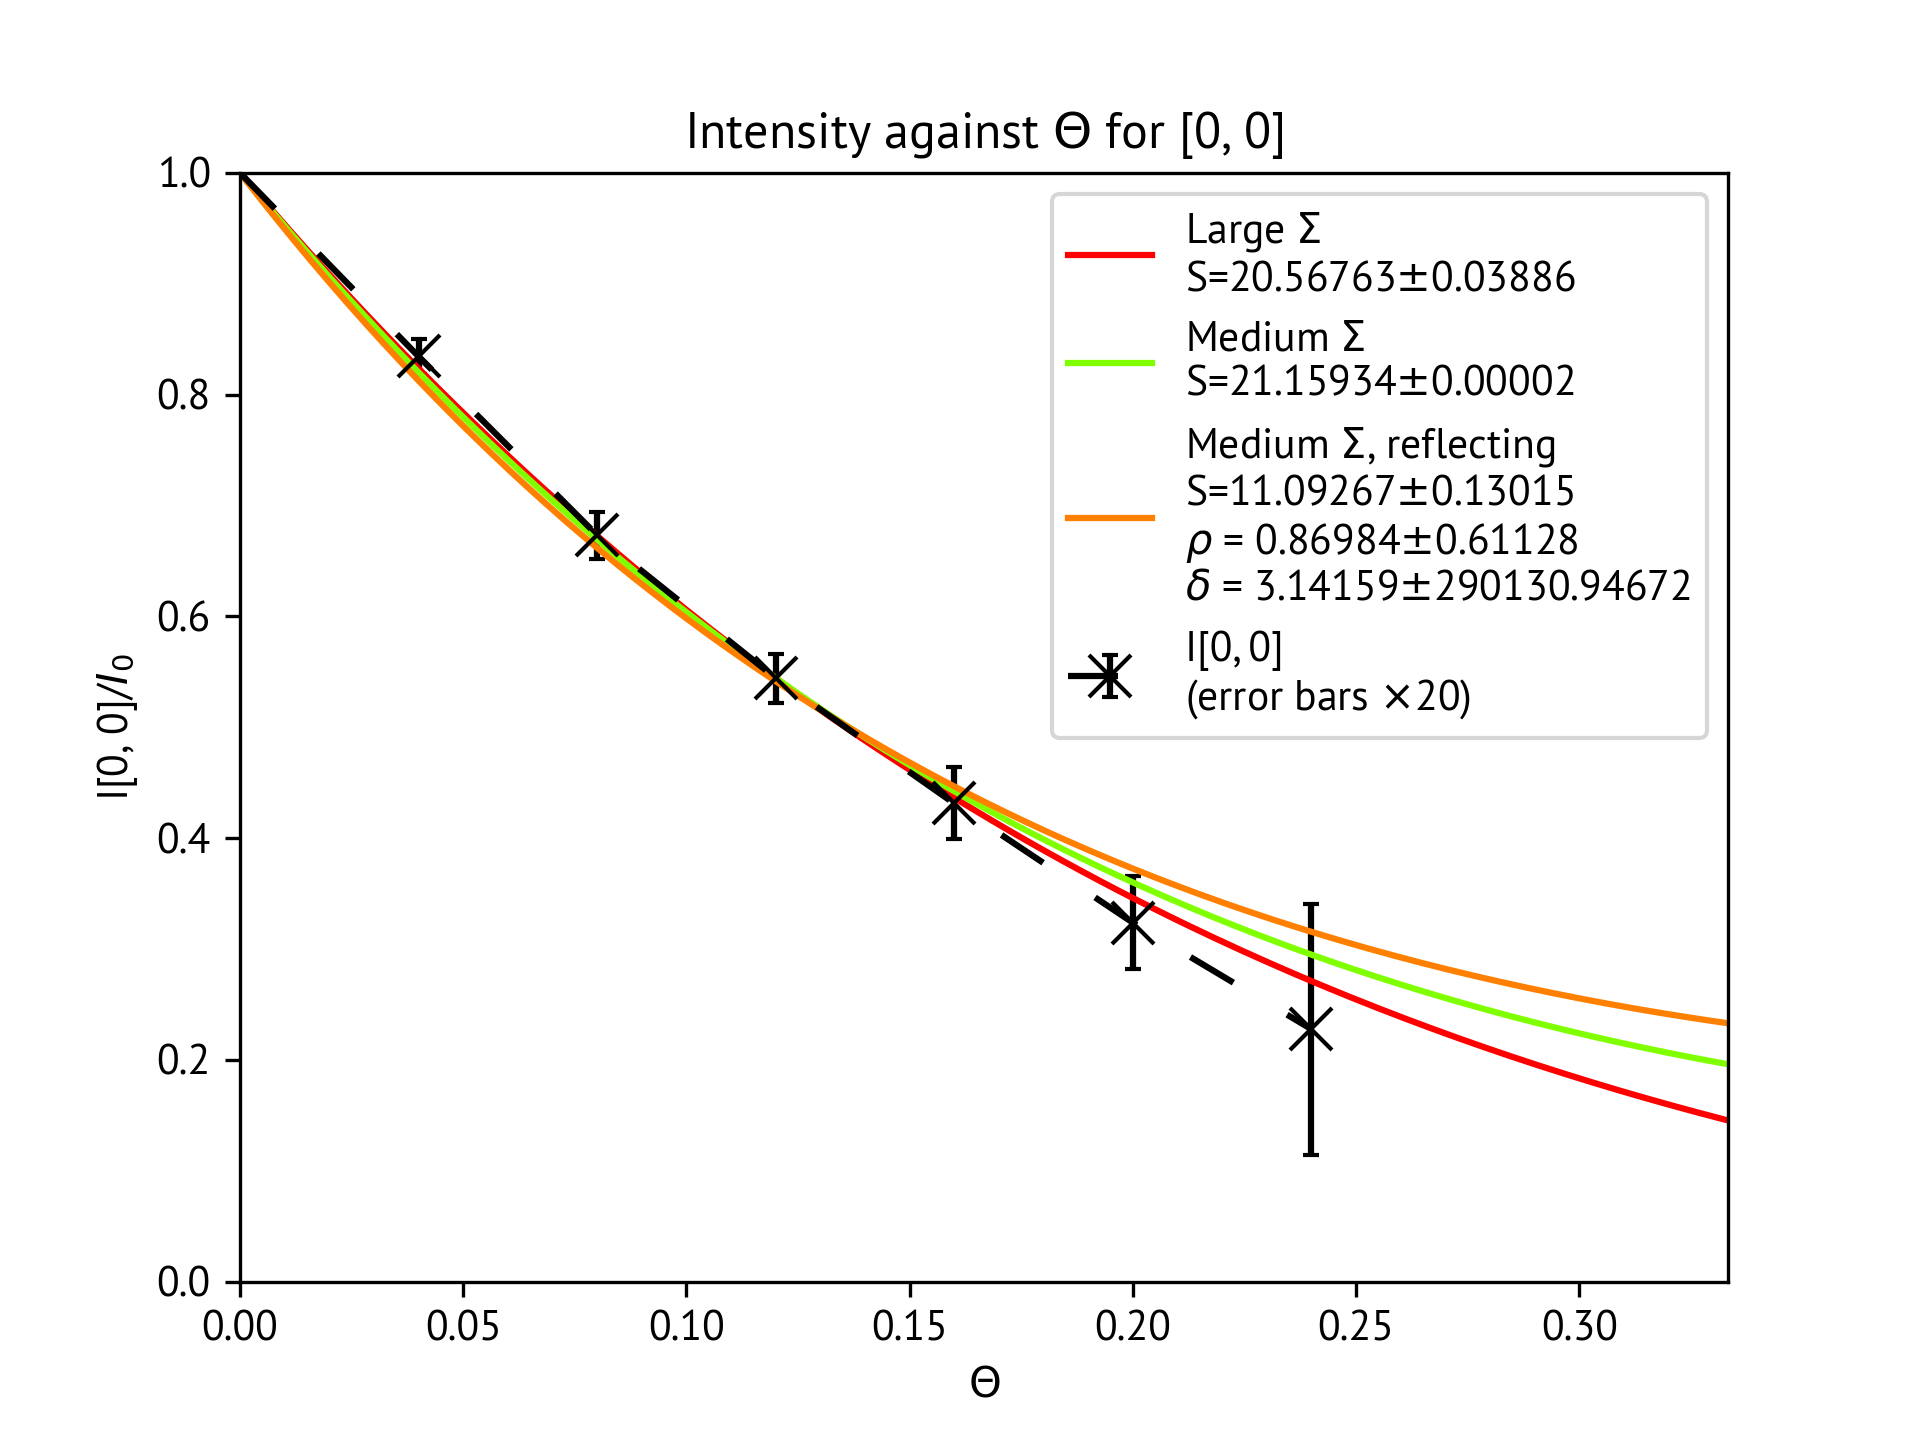 Intensity against Θ for [0, 0]
1.0
0.8
0.6
0.4
0.2
0.0
I[0, 0]/I₀
0.00
0.05
0.10
0.15
0.20
0.25
0.30
Θ
Large Σ
S=20.56763±0.03886
Medium Σ
S=21.15934±0.00002
Medium Σ, reflecting
S=11.09267±0.13015
ρ = 0.86984±0.61128
δ = 3.14159±290130.94672
I[0, 0]
(error bars ×20)